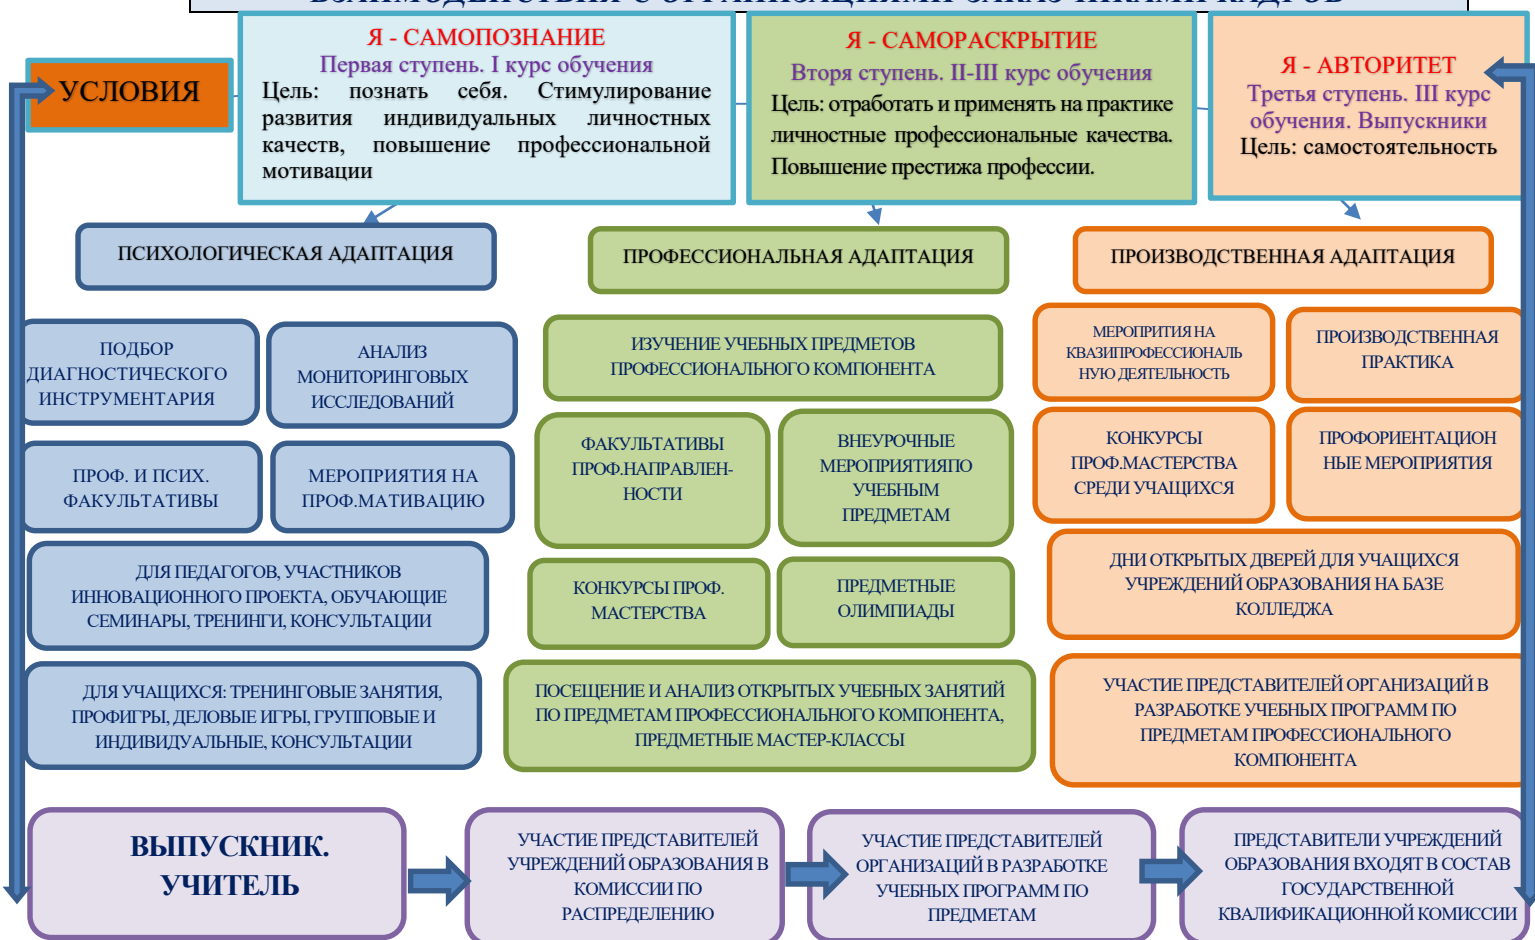 ВЗАИМОДЕЙСТВИЯ С ОРГАНИЗАЦИЯМИ ЗАКАЗЧИКАМИ КАДРОВ
УСЛОВИЯ
Я - САМОПОЗНАНИЕ
Первая ступень. I курс обучения
Цель: познать себя. Стимулирование
развития индивидуальных личностных
качеств, повышение профессиональной
мотивации
Я - САМОРАСКРЫТИЕ
Вторя ступень. II-III курс обучения
Цель: отработать и применять на практике
личностные профессиональные качества.
Повышение престижа профессии.
Я - АВТОРИТЕТ
Третья ступень. III курс
обучения. Выпускники
Цель: самостоятельность
ПСИХОЛОГИЧЕСКАЯ АДАПТАЦИЯ
ПРОФЕССИОНАЛЬНАЯ АДАПТАЦИЯ
ПРОИЗВОДСТВЕННАЯ АДАПТАЦИЯ
ПОДБОР
ДИАГНОСТИЧЕСКОГО
ИНСТРУМЕНТАРИЯ
АНАЛИЗ
МОНИТОРИНГОВЫХ
ИССЛЕДОВАНИЙ
ПРОФ. И ПСИХ.
ФАКУЛЬТАТИВЫ
МЕРОПРИЯТИЯ НА
ПРОФ.МАТИВАЦИЮ
ДЛЯ ПЕДАГОГОВ, УЧАСТНИКОВ
ИННОВАЦИОННОГО ПРОЕКТА, ОБУЧАЮЩИЕ
СЕМИНАРЫ, ТРЕНИНГИ, КОНСУЛЬТАЦИИ
ДЛЯ УЧАЩИХСЯ: ТРЕНИНГОВЫЕ ЗАНЯТИЯ,
ПРОФИГРЫ, ДЕЛОВЫЕ ИГРЫ, ГРУППОВЫЕ И
ИНДИВИДУАЛЬНЫЕ, КОНСУЛЬТАЦИИ
ИЗУЧЕНИЕ УЧЕБНЫХ ПРЕДМЕТОВ
ПРОФЕССИОНАЛЬНОГО КОМПОНЕНТА
ФАКУЛЬТАТИВЫ
ПРОФ.НАПРАВЛЕН-
НОСТИ
ВНЕУРОЧНЫЕ
МЕРОПРИЯТИЯПО
УЧЕБНЫМ
ПРЕДМЕТАМ
КОНКУРСЫ ПРОФ.
МАСТЕРСТВА
ПРЕДМЕТНЫЕ
ОЛИМПИАДЫ
ПОСЕЩЕНИЕ И АНАЛИЗ ОТКРЫТЫХ УЧЕБНЫХ ЗАНЯТИЙ
ПО ПРЕДМЕТАМ ПРОФЕССИОНАЛЬНОГО КОМПОНЕНТА,
ПРЕДМЕТНЫЕ МАСТЕР-КЛАССЫ
МЕРОПРИТИЯ НА
КВАЗИПРОФЕССИОНАЛЬ
НУЮ ДЕЯТЕЛЬНОСТЬ
ПРОИЗВОДСТВЕННАЯ
ПРАКТИКА
КОНКУРСЫ
ПРОФ.МАСТЕРСТВА
СРЕДИ УЧАЩИХСЯ
ПРОФОРИЕНТАЦИОН
НЫЕ МЕРОПРИЯТИЯ
ДНИ ОТКРЫТЫХ ДВЕРЕЙ ДЛЯ УЧАЩИХСЯ
УЧРЕЖДЕНИЙ ОБРАЗОВАНИЯ НА БАЗЕ
КОЛЛЕДЖА
УЧАСТИЕ ПРЕДСТАВИТЕЛЕЙ ОРГАНИЗАЦИЙ В
РАЗРАБОТКЕ УЧЕБНЫХ ПРОГРАММ ПО
ПРЕДМЕТАМ ПРОФЕССИОНАЛЬНОГО
КОМПОНЕНТА
ВЫПУСКНИК.
УЧИТЕЛЬ
УЧАСТИЕ ПРЕДСТАВИТЕЛЕЙ
УЧРЕЖДЕНИЙ ОБРАЗОВАНИЯ В
КОМИССИИ ПО
РАСПРЕДЕЛЕНИЮ
УЧАСТИЕ ПРЕДСТАВИТЕЛЕЙ
ОРГАНИЗАЦИЙ В РАЗРАБОТКЕ
УЧЕБНЫХ ПРОГРАММ ПО
ПРЕДМЕТАМ
ПРЕДСТАВИТЕЛИ УЧРЕЖДЕНИЙ
ОБРАЗОВАНИЯ ВХОДЯТ В СОСТАВ
ГОСУДАРСТВЕННОЙ
КВАЛИФИКАЦИОННОЙ КОМИССИИ